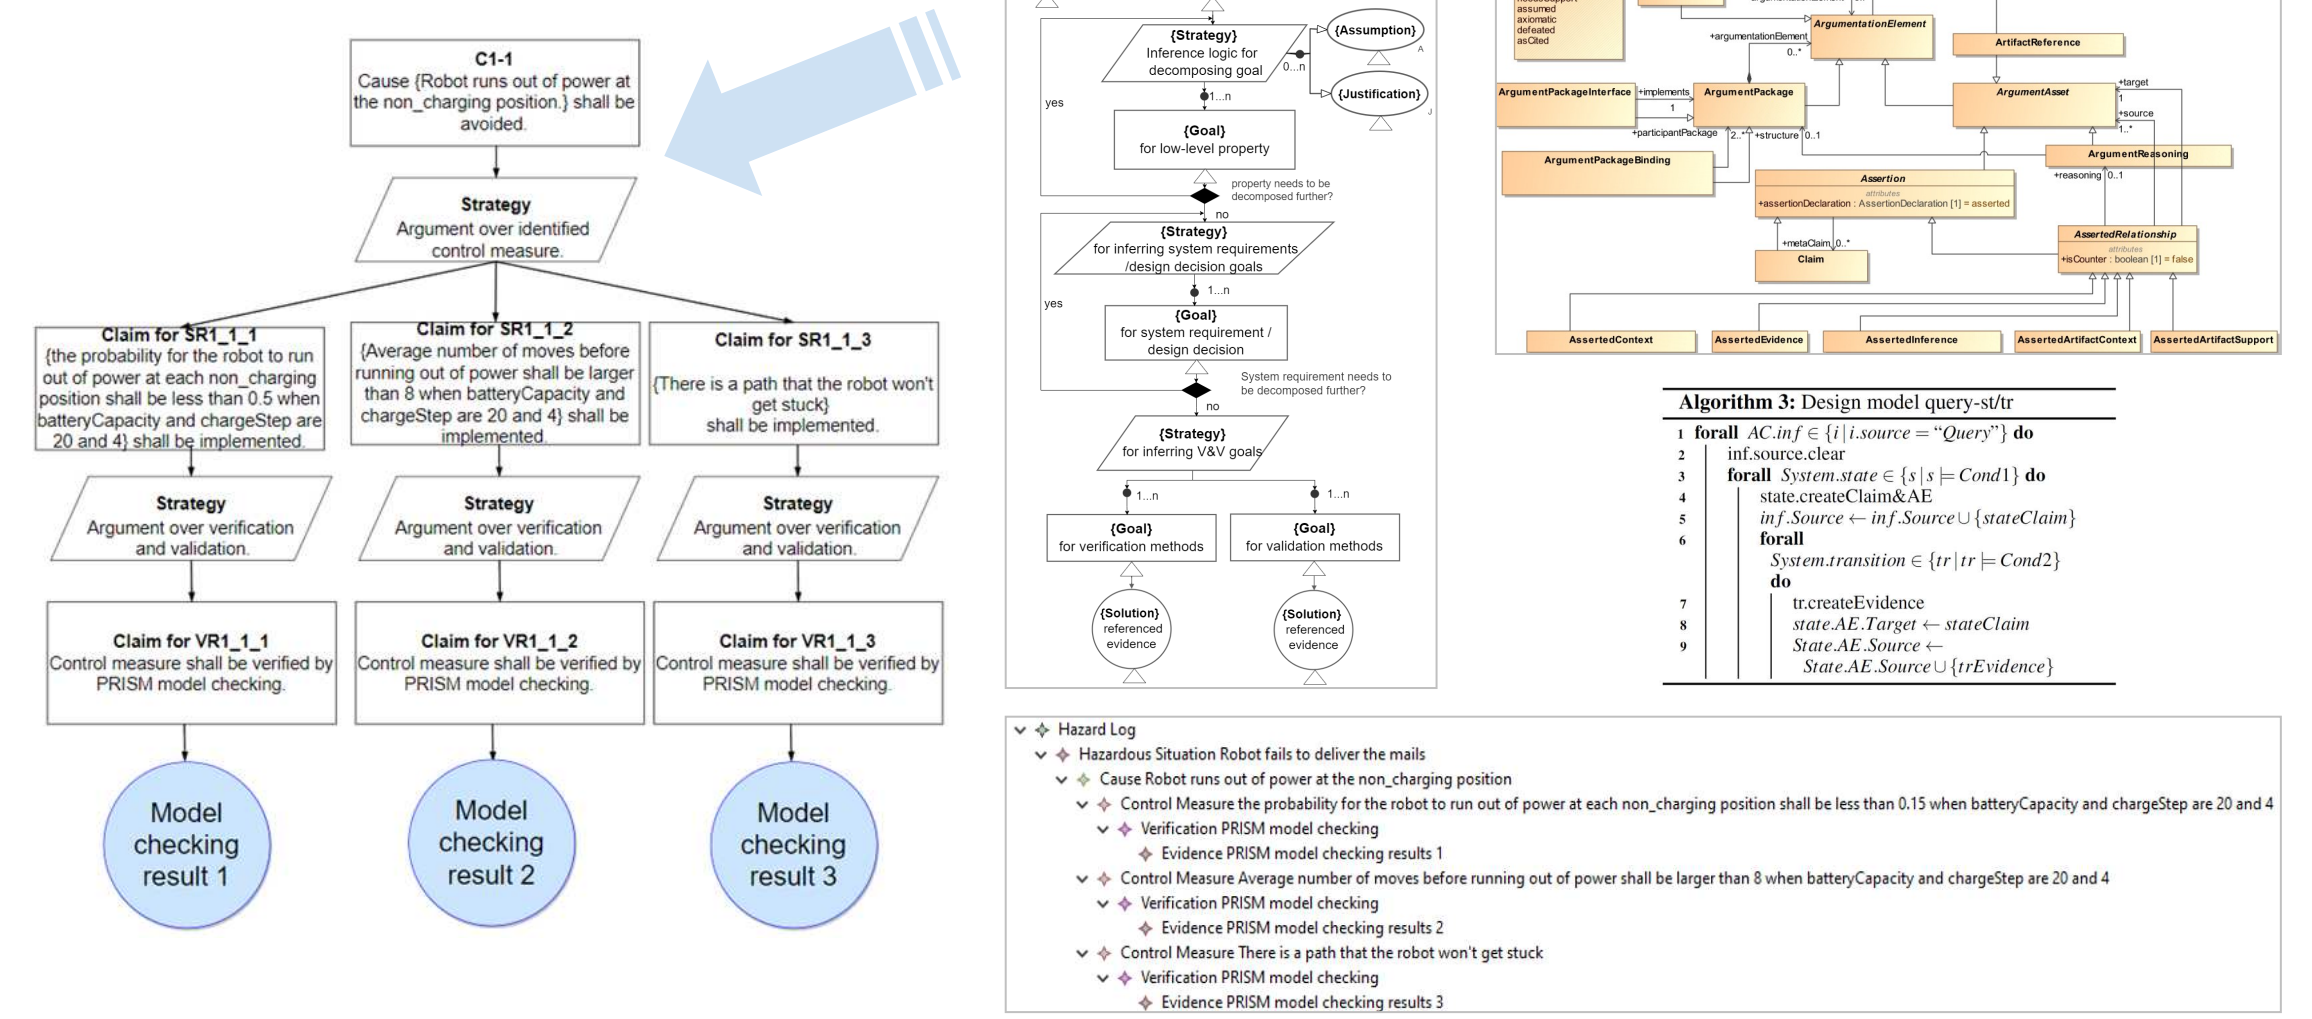 C1-1
Cause {Robot runs out of power at
the non_charging position.} shall be
avoided.
Strategy
Argument over identified
control measure.
Claim for SR1_1_1
{the probability for the robot to run
out of power at each non_charging
position shall be less than 0.5 when
batteryCapacity and chargeStep are
20 and 4} shall be implemented.
Claim for SR1_1_2
{Average number of moves before
running out of power shall be larger
than 8 when batteryCapacity and
chargeStep are 20 and 4} shall be
implemented.
Claim for SR1_1_3
{There is a path that the robot won't
get stuck}
shall be implemented.
Strategy
Argument over verification
and validation.
Strategy
Argument over verification
and validation.
Strategy
Argument over verification
and validation.
Claim for VR1_1_1
Control measure shall be verified by
PRISM model checking.
Claim for VR1_1_2
Control measure shall be verified by
PRISM model checking.
Claim for VR1_1_3
Control measure shall be verified by
PRISM model checking.
Model
checking
result 1
Model
checking
result 2
Model
checking
result 3
{Strategy}
Inference logic for
decomposing goal
0...n
{Assumption}
A
{Justification}
J
yes
1...n
{Goal}
for low-level property
property needs to be
decomposed further?
no
{Strategy}
for inferring system requirements
/design decision goals
1...n
yes
{Goal}
for system requirement /
design decision
System requirement needs to
be decomposed further?
no
{Strategy}
for inferring V&V goals
1...n
1...n
{Goal}
for verification methods
{Goal}
for validation methods
{Solution}
referenced
evidence
{Solution}
referenced
evidence
assumed
axiomatic
defeated
asCited
ArgumentationElement
+argumentationElement
0..*
ArtifactReference
ArgumentPackageInterface
+implements
1
ArgumentPackage
ArgumentAsset
+target
1
+source
1..*
+participantPackage
2..*
+structure
0..1
ArgumentPackageBinding
ArgumentReasoning
+reasoning
0..1
Assertion
attributes
+assertionDeclaration : AssertionDeclaration [1] = asserted
+metaClaim
0..*
Claim
AssertedRelationship
attributes
+isCounter : boolean [1] = false
AssertedContext
AssertedEvidence
AssertedInference
AssertedArtifactContext
AssertedArtifactSupport
Algorithm 3: Design model query-st/tr
1 forall AC.inf ∈ {i | i.source = “Query”} do
2 inf.source.clear
3 forall System.state ∈ {s | s ⊨ Cond1} do
4 state.createClaim&AE
5 inf.Source ← inf.Source ∪ {stateClaim}
6 forall
System.transition ∈ {tr | tr ⊨ Cond2}
do
7 tr.createEvidence
8 state.AE.Target ← stateClaim
9 State.AE.Source ←
State.AE.Source ∪ {trEvidence}
Hazard Log
Hazardous Situation Robot fails to deliver the mails
Cause Robot runs out of power at the non_charging position
Control Measure the probability for the robot to run out of power at each non_charging position shall be less than 0.15 when batteryCapacity and chargeStep are 20 and 4
Verification PRISM model checking
Evidence PRISM model checking results 1
Control Measure Average number of moves before running out of power shall be larger than 8 when batteryCapacity and chargeStep are 20 and 4
Verification PRISM model checking
Evidence PRISM model checking results 2
Control Measure There is a path that the robot won't get stuck
Verification PRISM model checking
Evidence PRISM model checking results 3